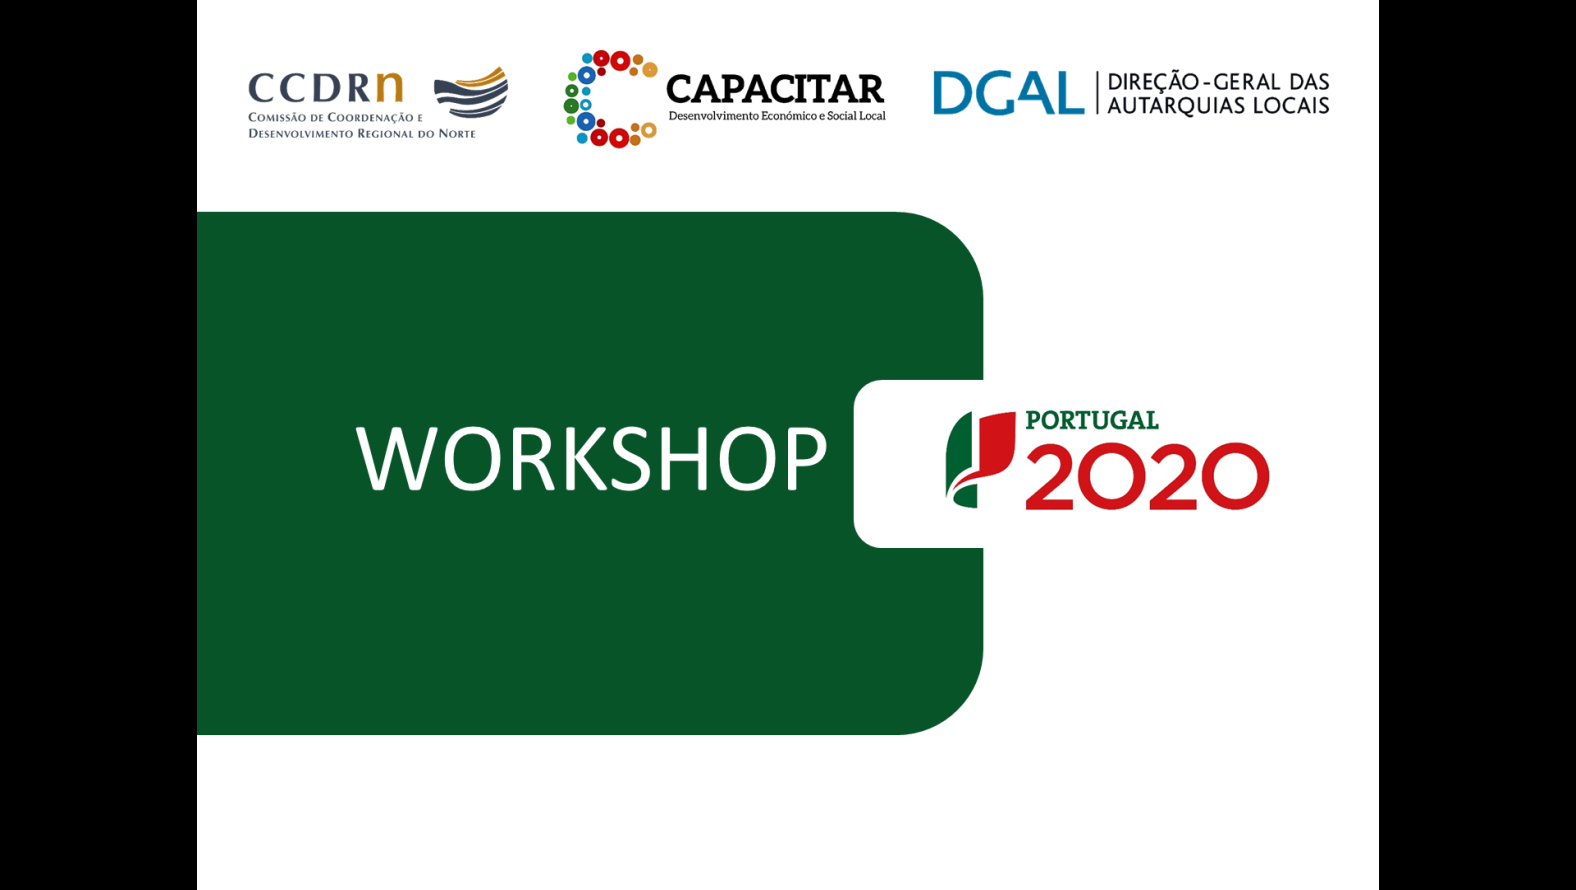 CCDRn
Comissão de Coordenação e
Desenvolvimento Regional do Norte
CAPACITAR
Desenvolvimento Económico e Social Local
DGAL
DIREÇÃO-GERAL DAS
AUTARQUIAS LOCAIS
WORKSHOP
PORTUGAL
2020